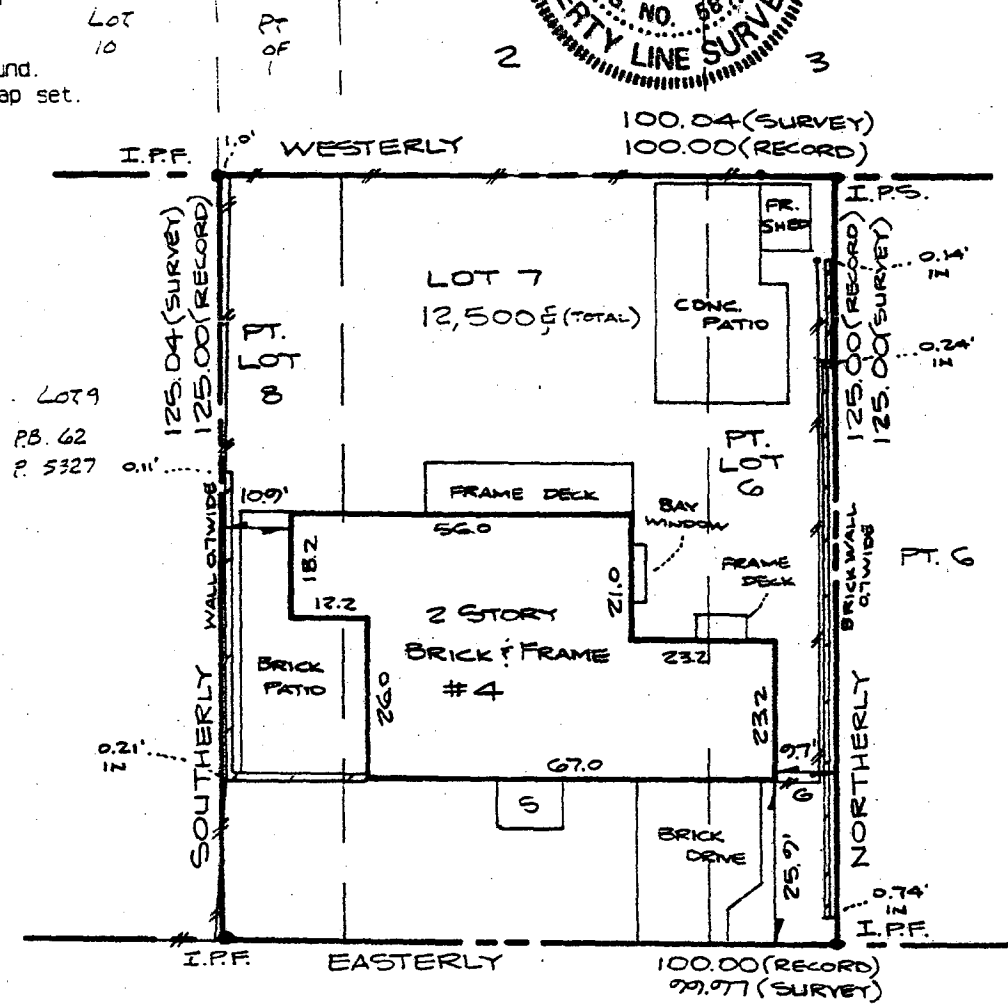 LOT
10
PT
OF
1
und.
ap set.
NO. 587
ERTY LINE SURVE
2
3
100.04 (SURVEY)
100.00 (RECORD)
I.P.F.
1.0'
WESTERLY
I.P.S.
125.04 (SURVEY)
125.00 (RECORD)
FR.
SHED
0.14'
IN
LOT 7
12,500 ⌗ (TOTAL)
CONC.
PATIO
125.00 (RECORD)
125.00 (SURVEY)
0.24'
IN
PT.
LOT
8
LOT 9
P.B. 62
P. 5327
0.11'
PT.
LOT
6
10.9'
FRAME DECK
BAY
WINDOW
56.0
WALL 0.7 WIDE
18.2
21.0
FRAME
DECK
BRICK WALL
0.7 WIDE
PT. 6
12.2
2 STORY
BRICK & FRAME
#4
23.2
BRICK
PATIO
26.0
23.2
0.21'
IN
SOUTHERLY
67.0
9.7'
G
NORTHERLY
S
BRICK
DRIVE
25.9'
0.74'
IN
I.P.F.
I.P.F.
EASTERLY
100.00 (RECORD)
99.97 (SURVEY)